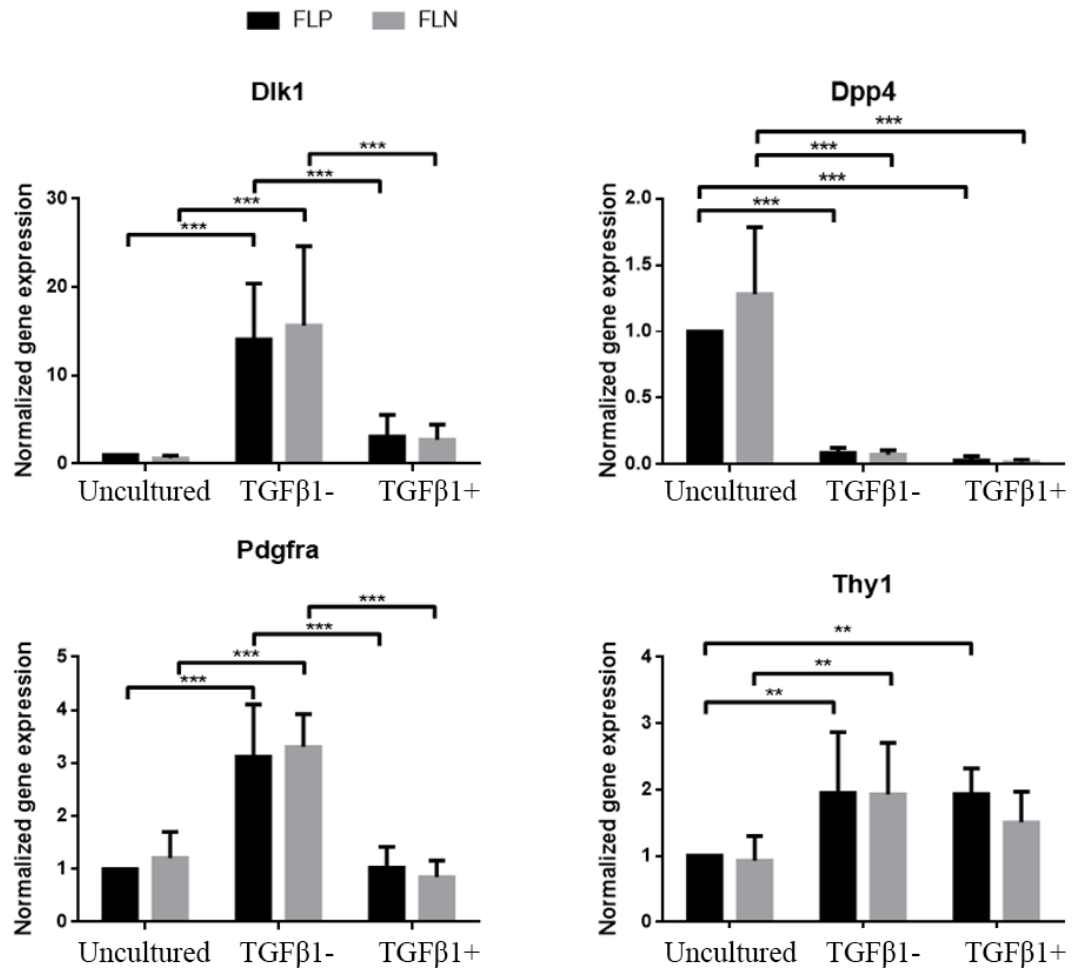 FLP FLN
Dlk1
Normalized gene expression
30
20
10
0
***
***
***
***
Uncultured TGFβ1- TGFβ1+
Dpp4
Normalized gene expression
2.0
1.5
1.0
0.5
0.0
***
***
***
***
Uncultured TGFβ1- TGFβ1+
Pdgfra
Normalized gene expression
5
4
3
2
1
0
***
***
***
***
Uncultured TGFβ1- TGFβ1+
Thy1
Normalized gene expression
4
3
2
1
0
**
**
**
Uncultured TGFβ1- TGFβ1+